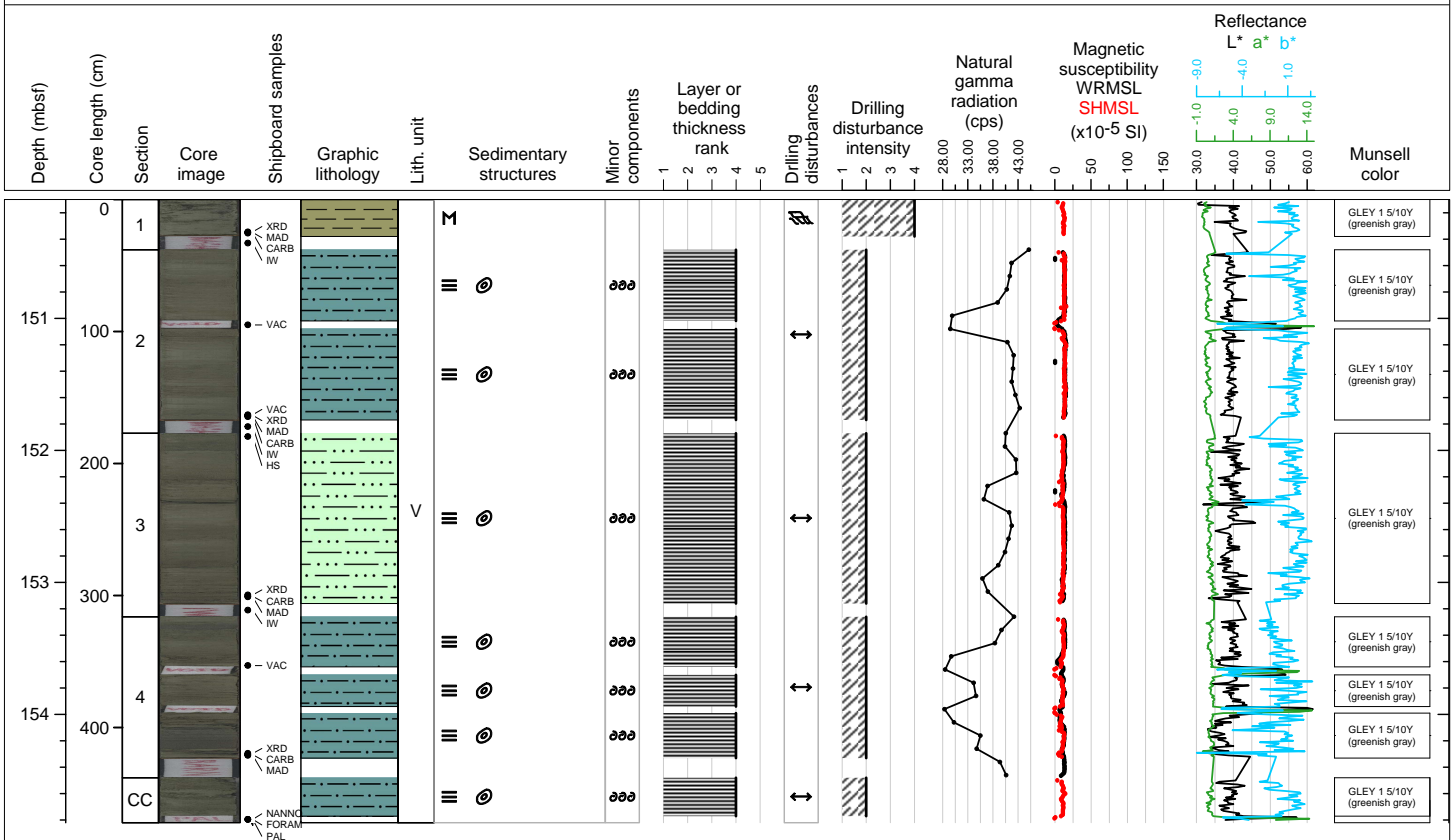 Depth (mbsf)
Core length (cm)
Section
Core image
Shipboard samples
Graphic lithology
Lith. unit
Sedimentary structures
Minor components
Layer or bedding thickness rank
1 2 3 4 5
Drilling disturbances
Drilling disturbance intensity
1 2 3 4
Natural gamma radiation (cps)
28.00 33.00 38.00 43.00
Magnetic susceptibility
WRMSL
SHMSL
(x10-5 SI)
0 50 100 150
Reflectance
L* a* b*
-9.0 -4.0 1.0
-1.0 4.0 9.0 14.0
30.0 40.0 50.0 60.0
Munsell color
0
1
XRD
MAD
CARB
IW
GLEY 1 5/10Y
(greenish gray)
GLEY 1 5/10Y
(greenish gray)
151
100
VAC
2
GLEY 1 5/10Y
(greenish gray)
VAC
XRD
MAD
CARB
IW
HS
152
200
3
V
GLEY 1 5/10Y
(greenish gray)
153
300
XRD
CARB
MAD
IW
GLEY 1 5/10Y
(greenish gray)
VAC
4
GLEY 1 5/10Y
(greenish gray)
154
400
GLEY 1 5/10Y
(greenish gray)
XRD
CARB
MAD
CC
GLEY 1 5/10Y
(greenish gray)
NANNO
FORAM
PAL